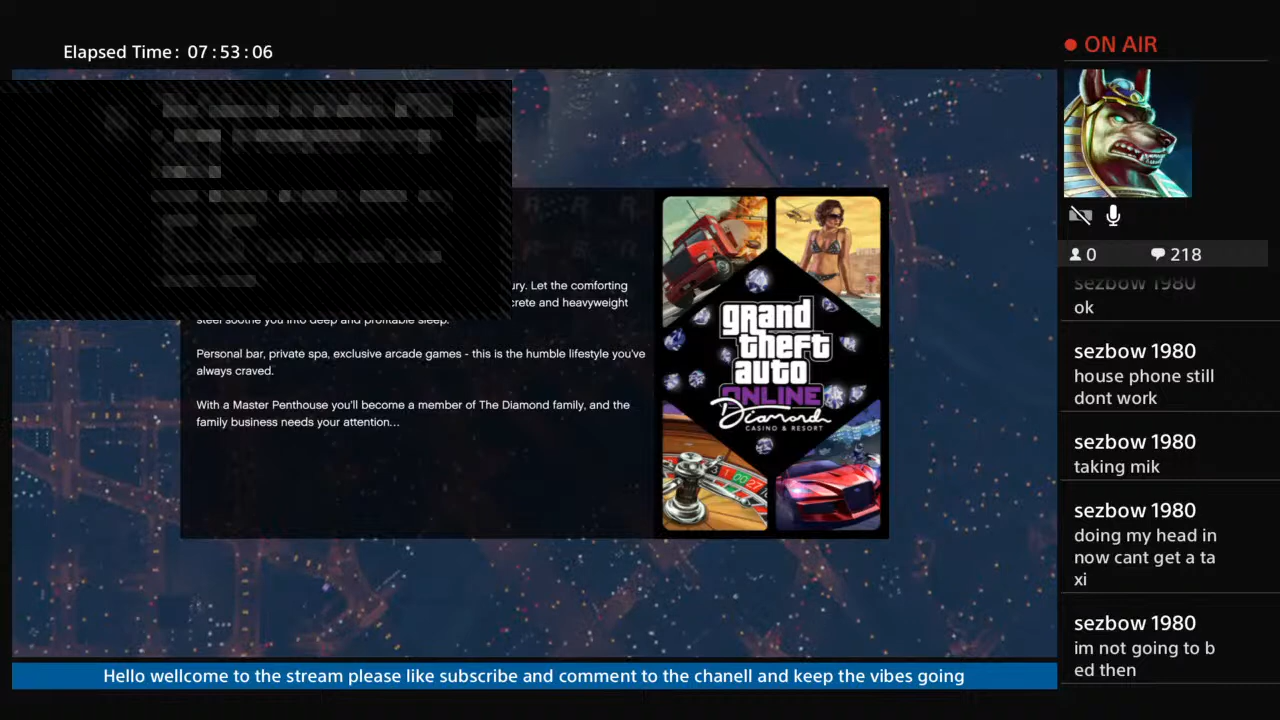 Elapsed Time: 07:53:06
ON AIR
0 218
sezbow 1980
ok
sezbow 1980
house phone still
dont work
sezbow 1980
taking mik
sezbow 1980
doing my head in
now cant get a ta
xi
sezbow 1980
im not going to b
ed then
ury. Let the comforting
crete and heavyweight
steel soothe you into deep and profitable sleep.
Personal bar, private spa, exclusive arcade games - this is the humble lifestyle you've
always craved.
With a Master Penthouse you'll become a member of The Diamond family, and the
family business needs your attention...
grand
theft
auto
ONLINE
Diamond
CASINO & RESORT
Hello wellcome to the stream please like subscribe and comment to the chanell and keep the vibes going